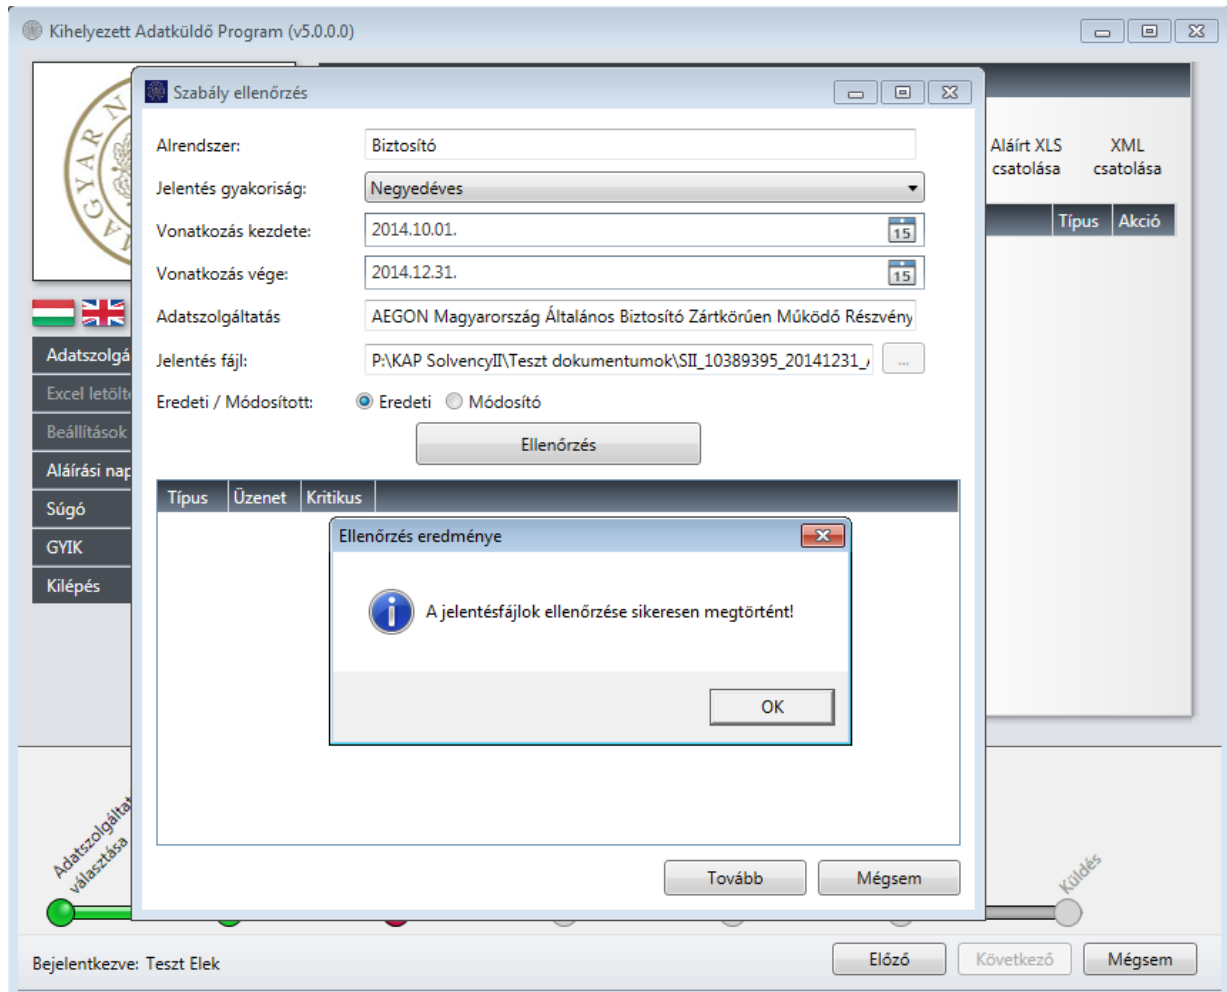 Kihelyezett Adatküldő Program (v5.0.0.0)
MAGYAR N
Szabály ellenőrzés
Alrendszer: Biztosító
Jelentés gyakoriság: Negyedéves
Vonatkozás kezdete: 2014.10.01. 15
Vonatkozás vége: 2014.12.31. 15
Adatszolgáltatás AEGON Magyarország Általános Biztosító Zártkörűen Működő Részvény
Jelentés fájl: P:\KAP SolvencyII\Teszt dokumentumok\SII_10389395_20141231_ ...
Eredeti / Módosított: Eredeti Módosító
Ellenőrzés
Típus Üzenet Kritikus
Ellenőrzés eredménye
A jelentésfájlok ellenőrzése sikeresen megtörtént!
OK
Tovább Mégsem
Aláírt XLS csatolása
XML csatolása
Típus Akció
Adatszolgá
Excel letölt
Beállítások
Aláírási nap
Súgó
GYIK
Kilépés
Adatszolgáltat
választása
Küldés
Bejelentkezve: Teszt Elek
Előző Következő Mégsem